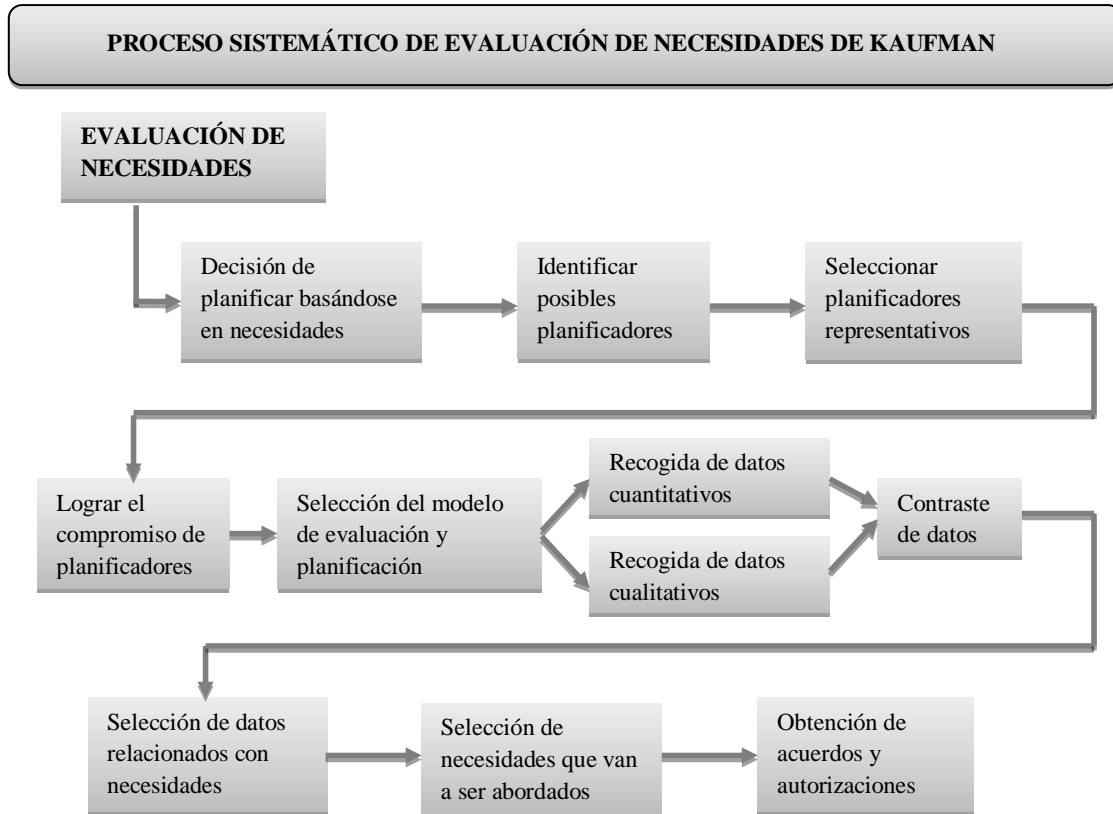 PROCESO SISTEMÁTICO DE EVALUACIÓN DE NECESIDADES DE KAUFMAN
EVALUACIÓN DE
NECESIDADES
Decisión de
planificar basándose
en necesidades
Identificar
posibles
planificadores
Seleccionar
planificadores
representativos
Lograr el
compromiso de
planificadores
Selección del modelo
de evaluación y
planificación
Recogida de datos
cuantitativos
Recogida de datos
cualitativos
Contraste
de datos
Selección de datos
relacionados con
necesidades
Selección de
necesidades que van
a ser abordados
Obtención de
acuerdos y
autorizaciones